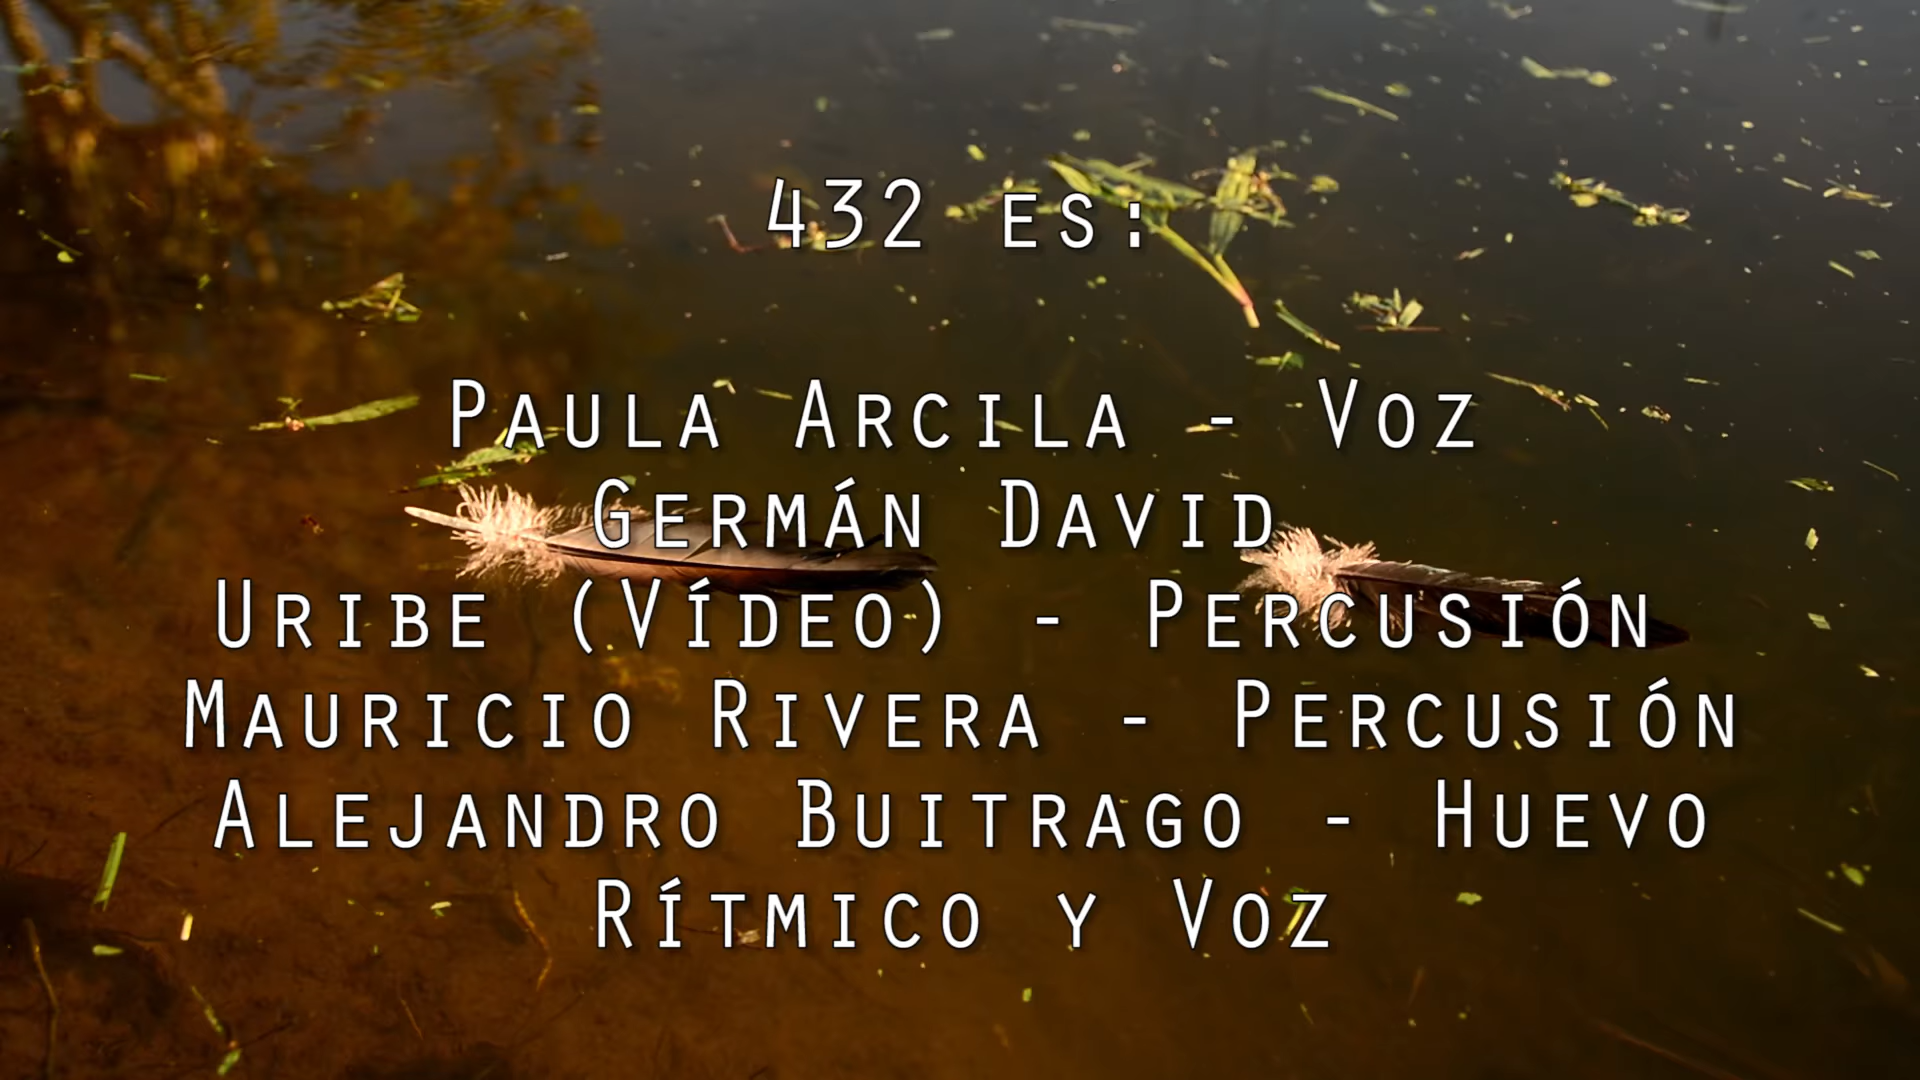 432 es:
Paula Arcila - Voz
Germán David
Uribe (Vídeo) - Percusión
Mauricio Rivera - Percusión
Alejandro Buitrago - Huevo
Rítmico y Voz